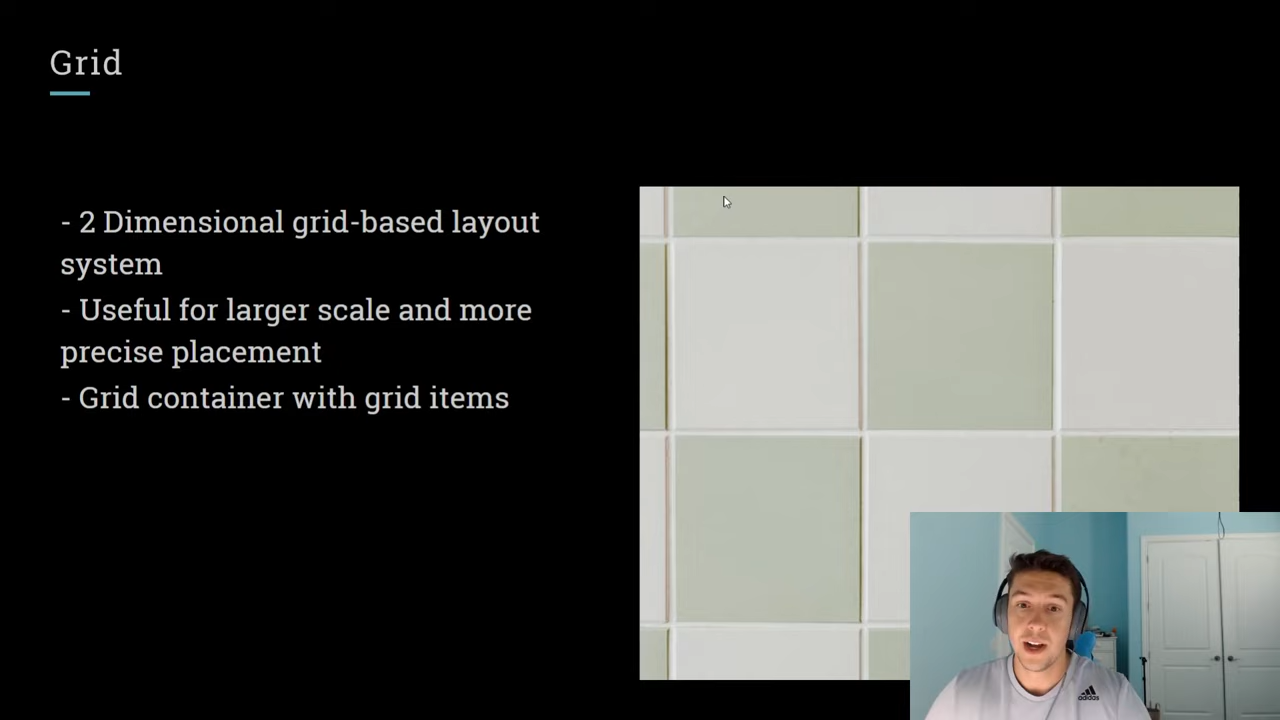 Grid
- 2 Dimensional grid-based layout
system
- Useful for larger scale and more
precise placement
- Grid container with grid items
adidas